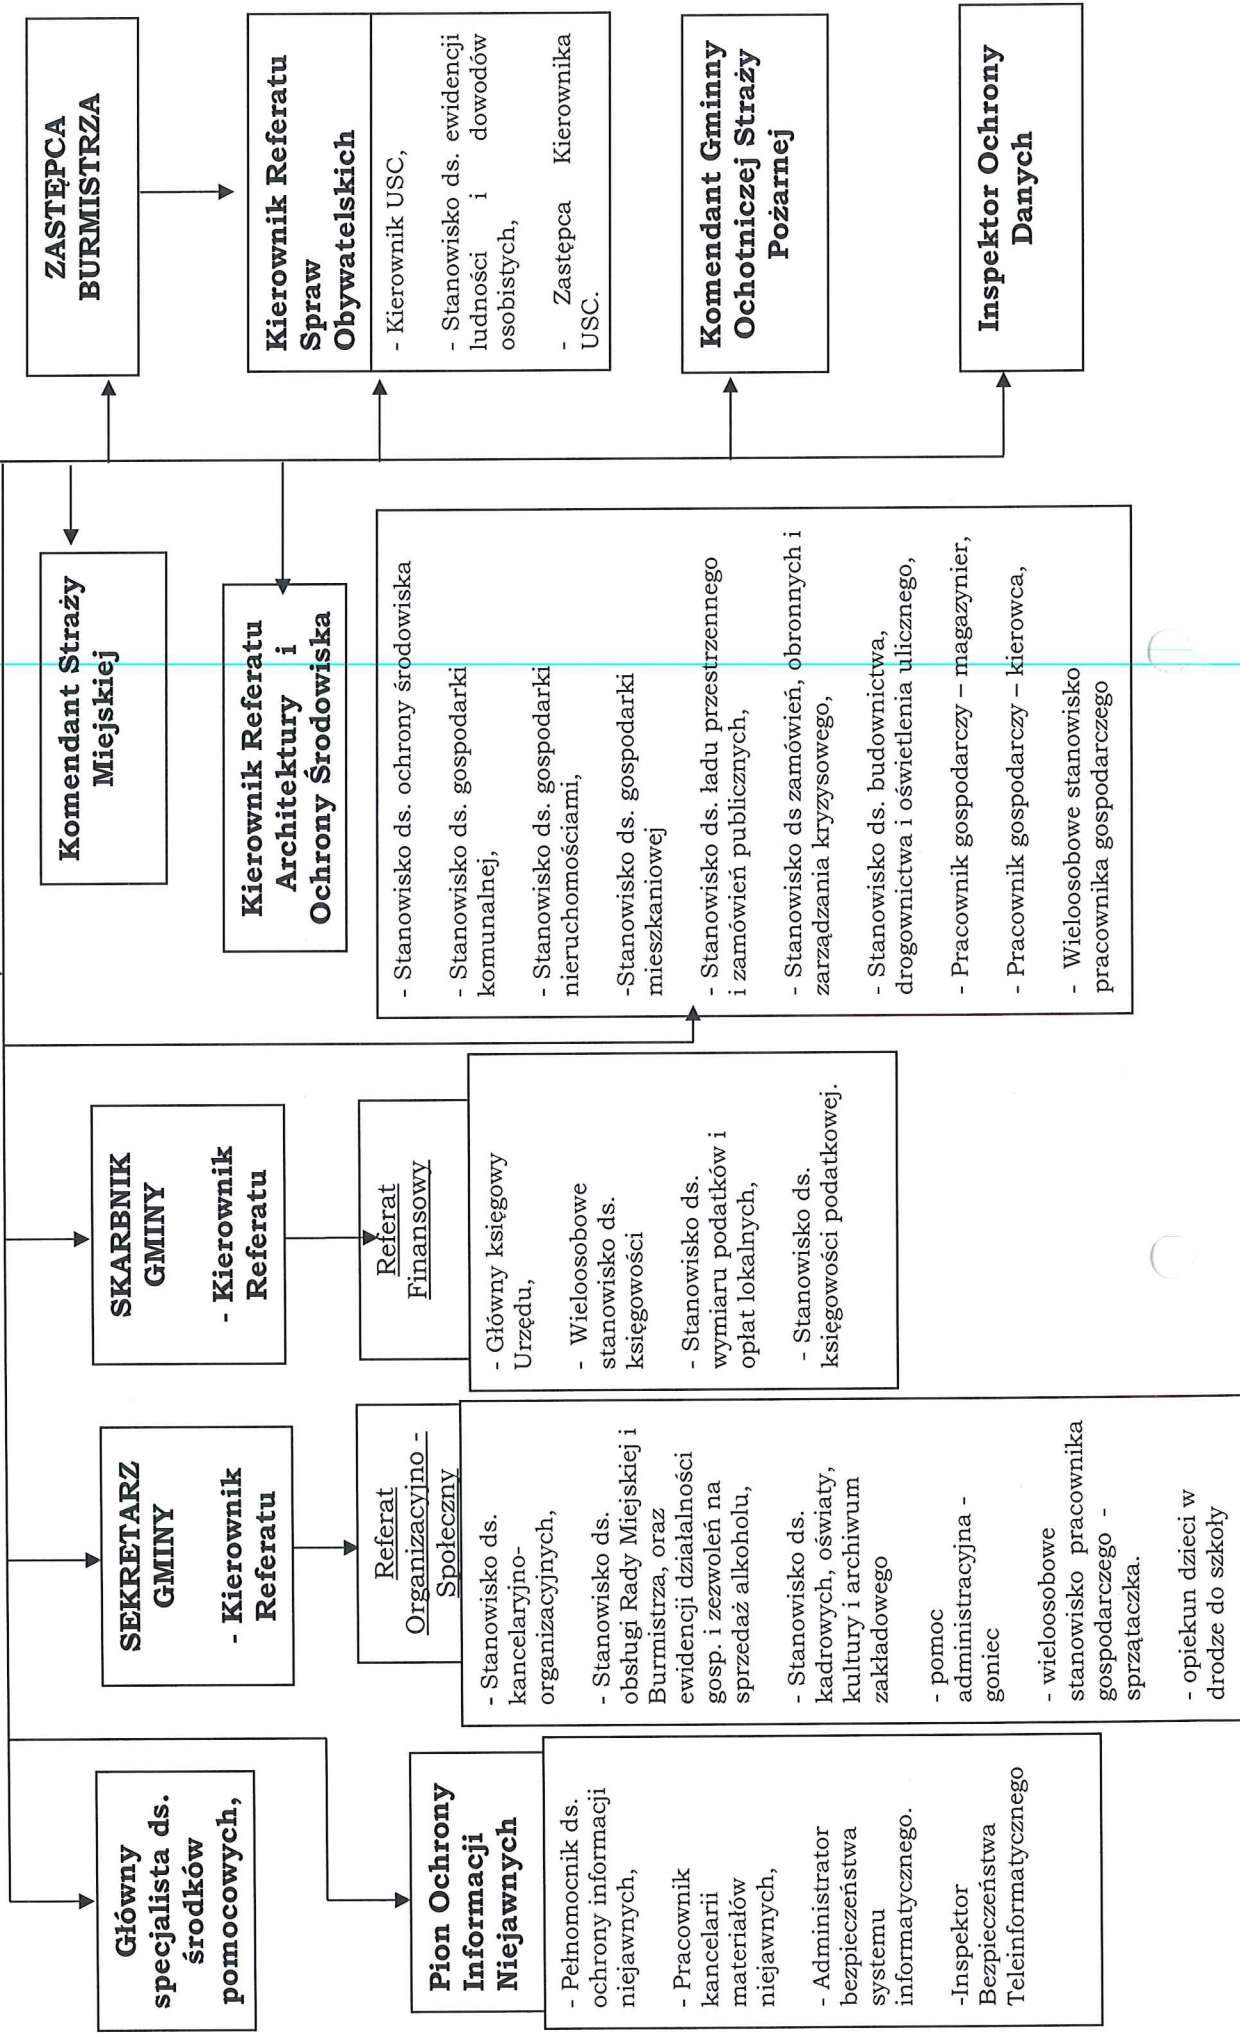 Główny
specjalista ds.
środków
pomocowych,
Pion Ochrony
Informacji
Niejawnych
- Pełnomocnik ds.
ochrony informacji
niejawnych,
- Pracownik
kancelarii
materiałów
niejawnych,
- Administrator
bezpieczeństwa
systemu
informatycznego.
-Inspektor
Bezpieczeństwa
Teleinformatycznego
SEKRETARZ
GMINY
- Kierownik
Referatu
Referat
Organizacyjno -
Społeczny
- Stanowisko ds.
kancelaryjno-
organizacyjnych,
- Stanowisko ds.
obsługi Rady Miejskiej i
Burmistrza, oraz
ewidencji działalności
gosp. i zezwoleń na
sprzedaż alkoholu,
- Stanowisko ds.
kadrowych, oświaty,
kultury i archiwum
zakładowego
- pomoc
administracyjna -
goniec
- wieloosobowe
stanowisko pracownika
gospodarczego -
sprzątaczka.
- opiekun dzieci w
drodze do szkoły
SKARBNIK
GMINY
- Kierownik
Referatu
Referat
Finansowy
- Główny księgowy
Urzędu,
- Wieloosobowe
stanowisko ds.
księgowości
- Stanowisko ds.
wymiaru podatków i
opłat lokalnych,
- Stanowisko ds.
księgowości podatkowej.
Komendant Straży
Miejskiej
Kierownik Referatu
Architektury i
Ochrony Środowiska
- Stanowisko ds. ochrony środowiska
- Stanowisko ds. gospodarki
komunalnej,
- Stanowisko ds. gospodarki
nieruchomościami,
-Stanowisko ds. gospodarki
mieszkaniowej
- Stanowisko ds. ładu przestrzennego
i zamówień publicznych,
- Stanowisko ds zamówień, obronnych i
zarządzania kryzysowego,
- Stanowisko ds. budownictwa,
drogownictwa i oświetlenia ulicznego,
- Pracownik gospodarczy – magazynier,
- Pracownik gospodarczy – kierowca,
- Wieloosobowe stanowisko
pracownika gospodarczego
ZASTĘPCA
BURMISTRZA
Kierownik Referatu
Spraw
Obywatelskich
- Kierownik USC,
- Stanowisko ds. ewidencji
ludności i dowodów
osobistych,
- Zastępca Kierownika
USC.
Komendant Gminny
Ochotniczej Straży
Pożarnej
Inspektor Ochrony
Danych